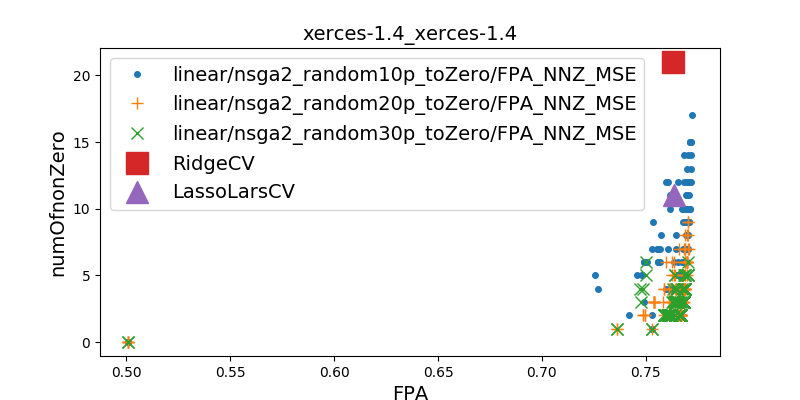 xerces-1.4_xerces-1.4
linear/nsga2_random10p_toZero/FPA_NNZ_MSE
linear/nsga2_random20p_toZero/FPA_NNZ_MSE
linear/nsga2_random30p_toZero/FPA_NNZ_MSE
RidgeCV
LassoLarsCV
numOfnonZero
20
15
10
5
0
0.50 0.55 0.60 0.65 0.70 0.75
FPA